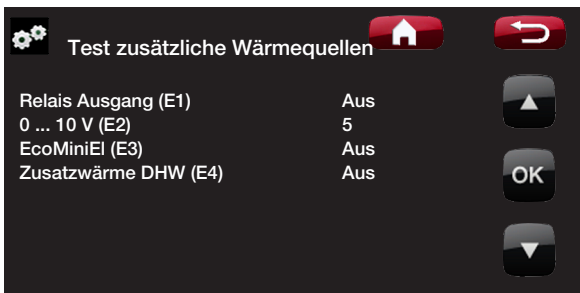 Test zusätzliche Wärmequellen
Relais Ausgang (E1) Aus
0 ... 10 V (E2) 5
EcoMiniEl (E3) Aus
Zusatzwärme DHW (E4) Aus
OK